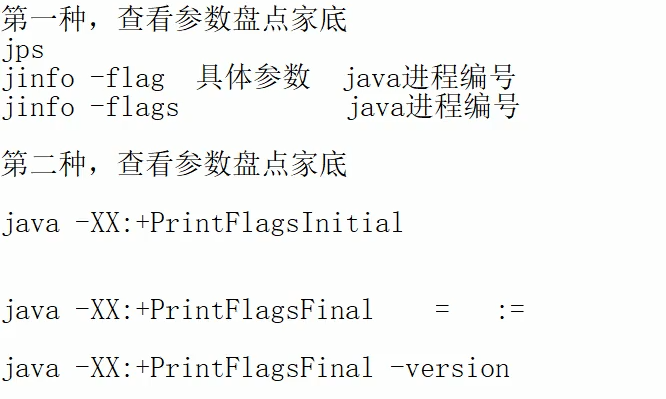 第一种，查看参数盘点家底
jps
jinfo -flag 具体参数 java进程编号
jinfo -flags java进程编号
第二种，查看参数盘点家底
java -XX:+PrintFlagsInitial
java -XX:+PrintFlagsFinal = :=
java -XX:+PrintFlagsFinal -version